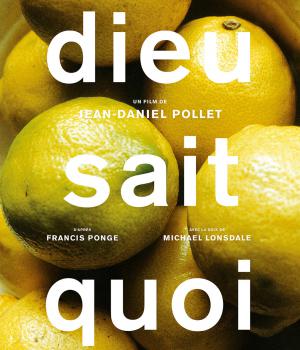 dieu
UN FILM DE
JEAN-DANIEL POLLET
sait
D'APRÈS
FRANCIS PONGE
AVEC LA VOIX DE
MICHAEL LONSDALE
quoi